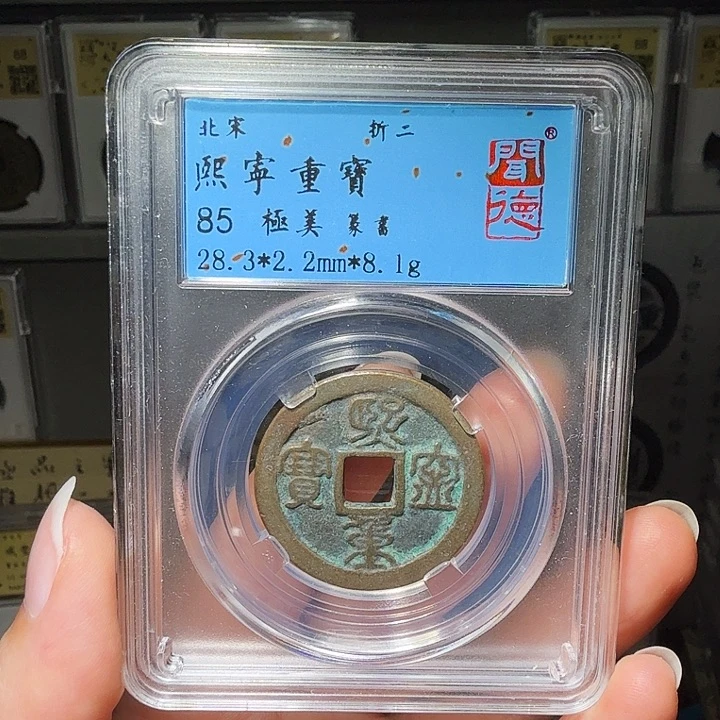 北宋 折二
熙寧重寶
85 極美 篆書
28.3*2.2mm*8.1g
聞德®
熙
寶 寧
重